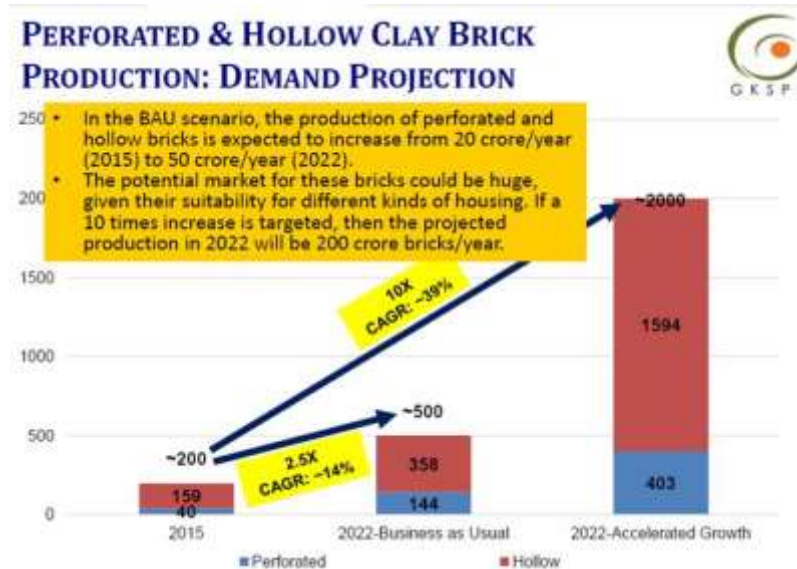 PERFORATED & HOLLOW CLAY BRICK
PRODUCTION: DEMAND PROJECTION
GKSP
250
• In the BAU scenario, the production of perforated and
hollow bricks is expected to increase from 20 crore/year
(2015) to 50 crore/year (2022).
• The potential market for these bricks could be huge,
given their suitability for different kinds of housing. If a
10 times increase is targeted, then the projected
production in 2022 will be 200 crore bricks/year.
200
~2000
1500
10X
CAGR: ~39%
1594
1000
~500
500
~200
2.5X
CAGR: ~14%
358
403
159
144
40
0
2015
2022-Business as Usual
2022-Accelerated Growth
Perforated
Hollow